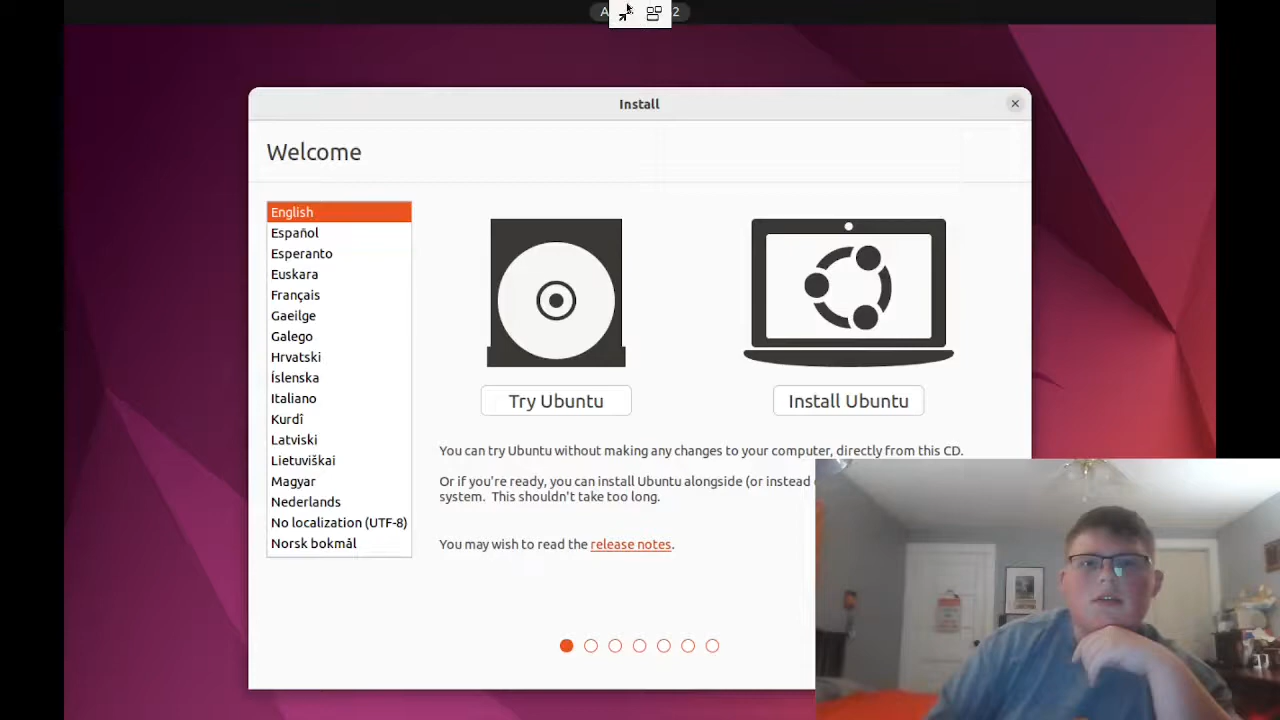 A
2
Install
Welcome
English
Español
Esperanto
Euskara
Français
Gaeilge
Galego
Hrvatski
Íslenska
Italiano
Kurdî
Latviski
Lietuviškai
Magyar
Nederlands
No localization (UTF-8)
Norsk bokmål
Try Ubuntu
Install Ubuntu
You can try Ubuntu without making any changes to your computer, directly from this CD.
Or if you're ready, you can install Ubuntu alongside (or instead
system. This shouldn't take too long.
You may wish to read the release notes.